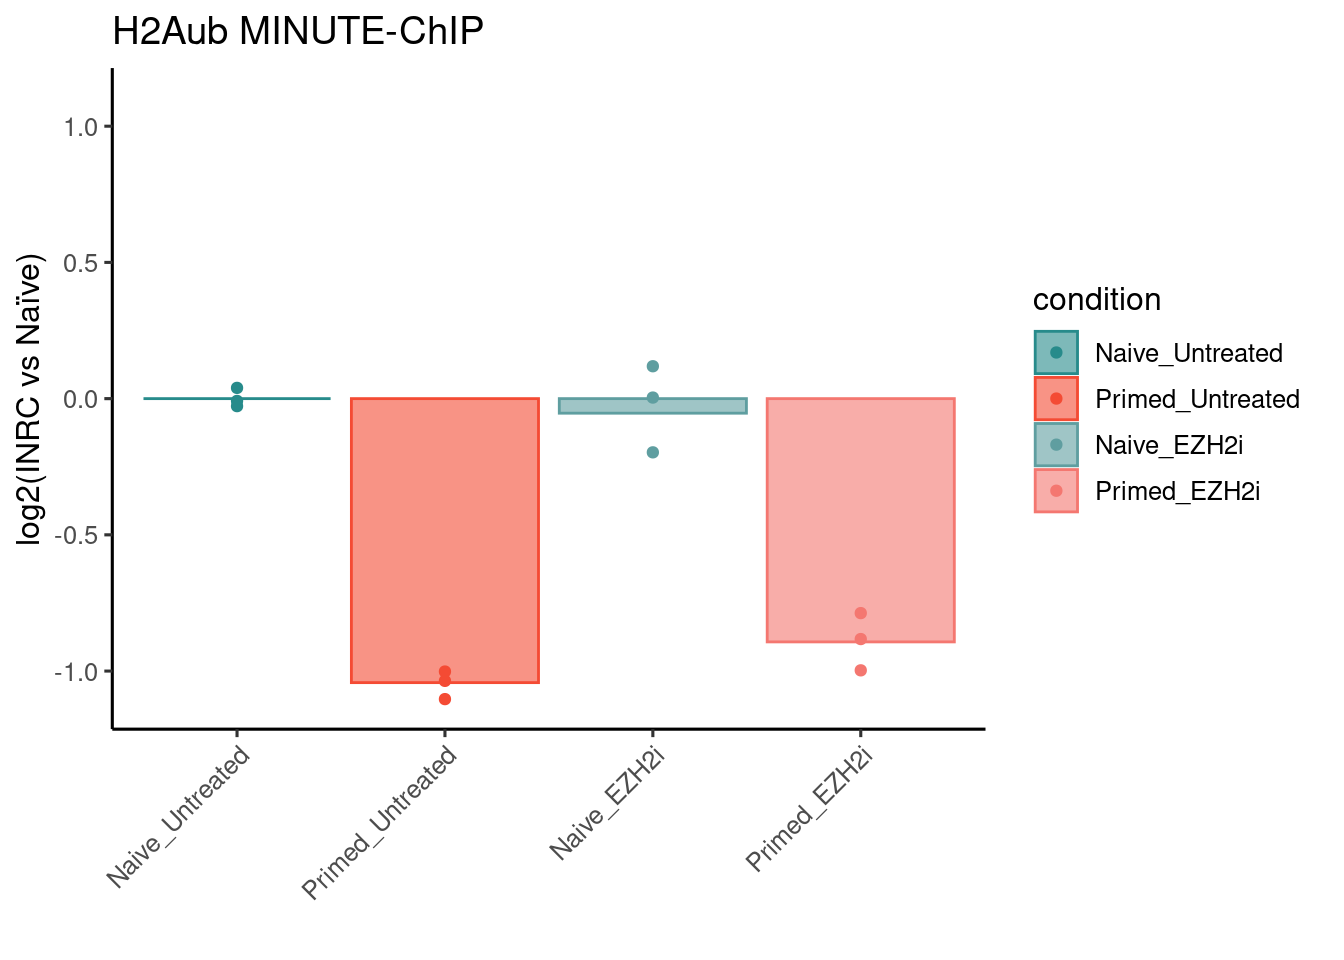 H2Aub MINUTE-ChIP
log2(INRC vs Naïve)
1.0
0.5
0.0
-0.5
-1.0
Naive_Untreated
Primed_Untreated
Naive_EZH2i
Primed_EZH2i
condition
Naive_Untreated
Primed_Untreated
Naive_EZH2i
Primed_EZH2i